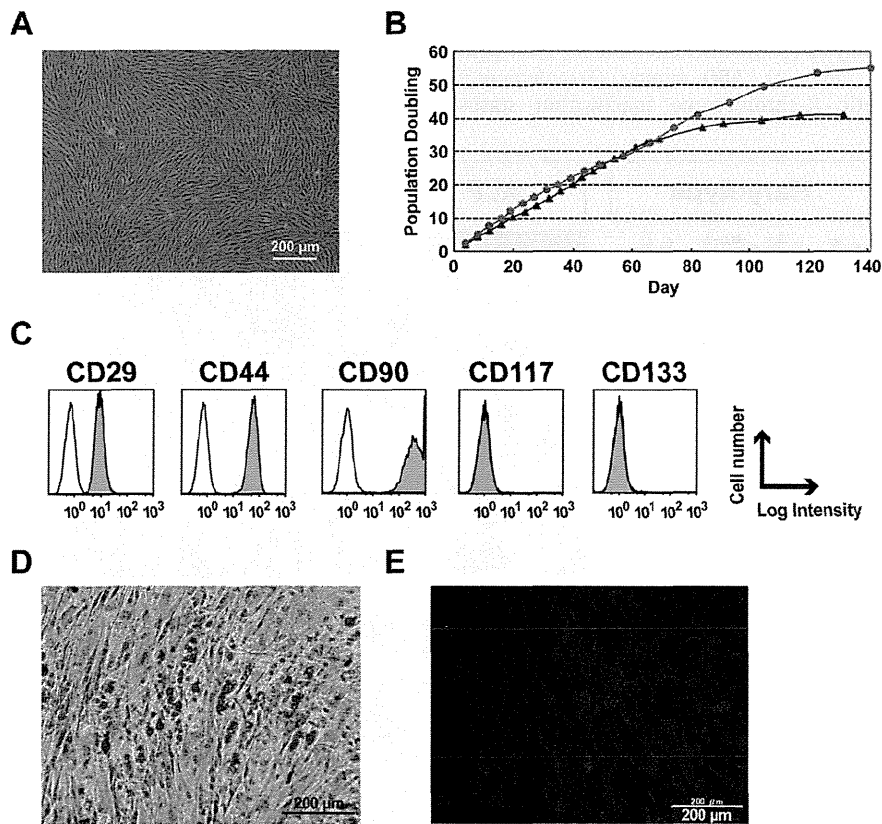 A
200 µm
B
Population Doubling
60
50
40
30
20
10
0
0 20 40 60 80 100 120 140
Day
C
CD29 CD44 CD90 CD117 CD133
10⁰ 10¹ 10² 10³ 10⁰ 10¹ 10² 10³ 10⁰ 10¹ 10² 10³ 10⁰ 10¹ 10² 10³ 10⁰ 10¹ 10² 10³
Cell number
Log Intensity
D
200 µm
E
200 µm
200 µm